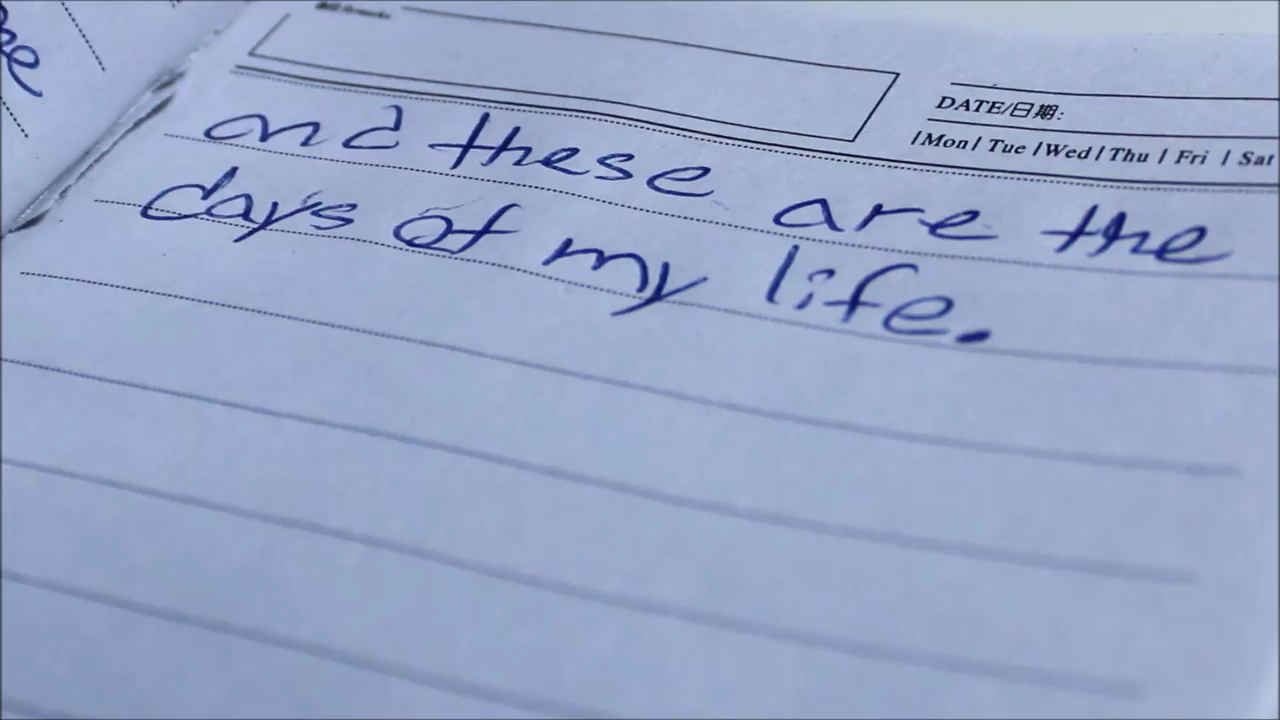 DATE/日期:
|Mon| Tue |Wed|Thu | Fri | Sat
and these are the
days of my life.